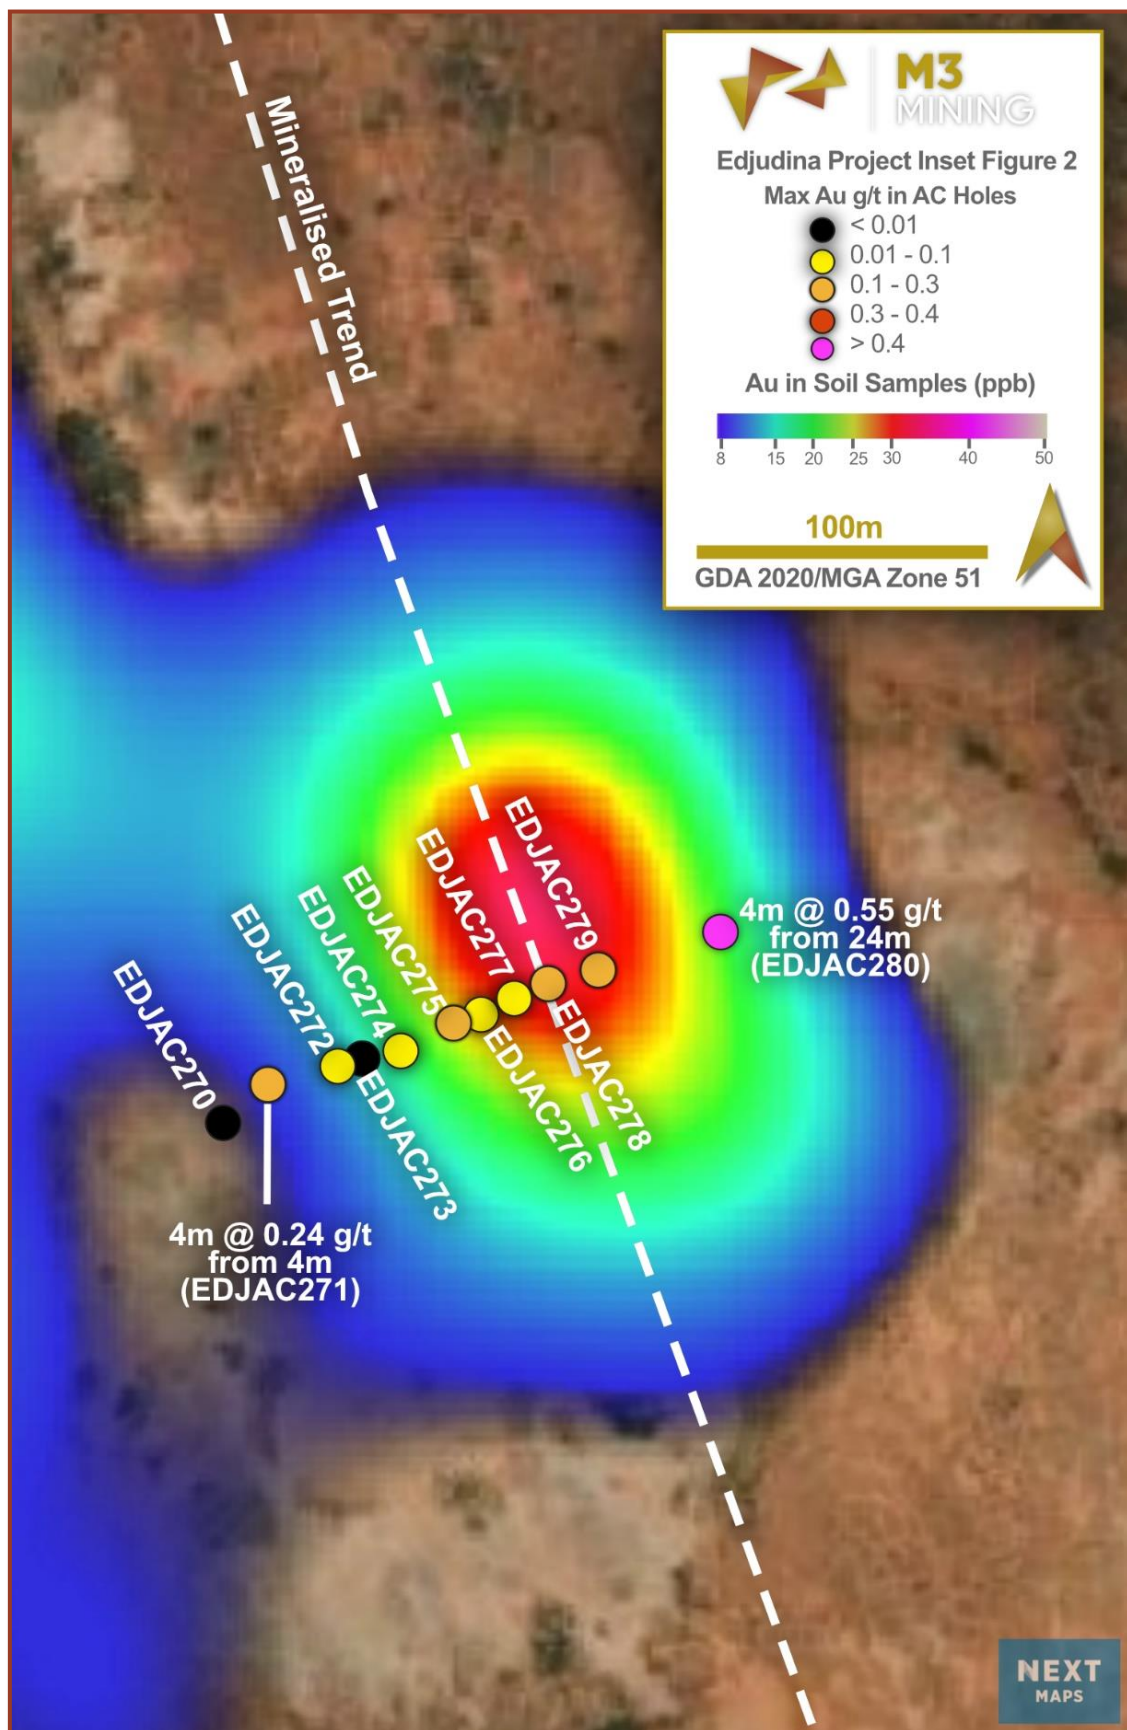 M3
MINING
Edjudina Project Inset Figure 2
Max Au g/t in AC Holes
< 0.01
0.01 - 0.1
0.1 - 0.3
0.3 - 0.4
> 0.4
Au in Soil Samples (ppb)
8 15 20 25 30 40 50
100m
GDA 2020/MGA Zone 51
Mineralised Trend
EDJAC279
EDJAC277
EDJAC275
EDJAC274
EDJAC272
EDJAC270
4m @ 0.55 g/t
from 24m
(EDJAC280)
EDJAC278
EDJAC276
EDJAC273
4m @ 0.24 g/t
from 4m
(EDJAC271)
NEXT
MAPS